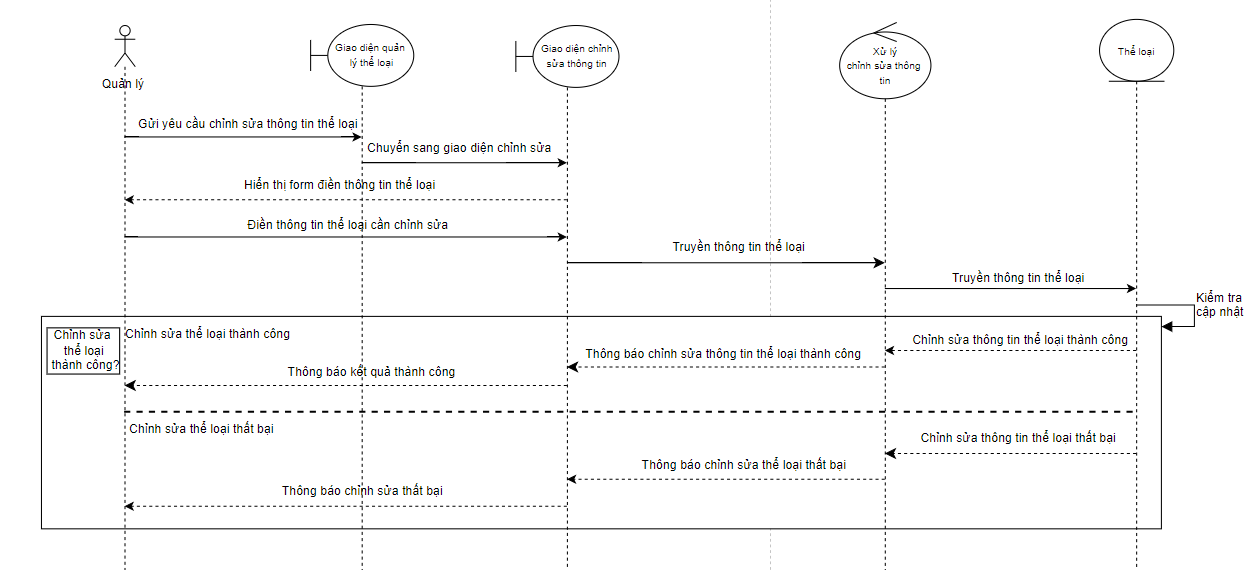 Quản lý
Giao diện quản
lý thể loại
Giao diện chỉnh
sửa thông tin
Xử lý
chỉnh sửa thông
tin
Thể loại
Gửi yêu cầu chỉnh sửa thông tin thể loại
Chuyển sang giao diện chỉnh sửa
Hiển thị form điền thông tin thể loại
Điền thông tin thể loại cần chỉnh sửa
Truyền thông tin thể loại
Truyền thông tin thể loại
Kiểm tra
cập nhật
Chỉnh sửa
thể loại
thành công?
Chỉnh sửa thể loại thành công
Chỉnh sửa thông tin thể loại thành công
Thông báo chỉnh sửa thông tin thể loại thành công
Thông báo kết quả thành công
Chỉnh sửa thể loại thất bại
Chỉnh sửa thông tin thể loại thất bại
Thông báo chỉnh sửa thể loại thất bại
Thông báo chỉnh sửa thất bại